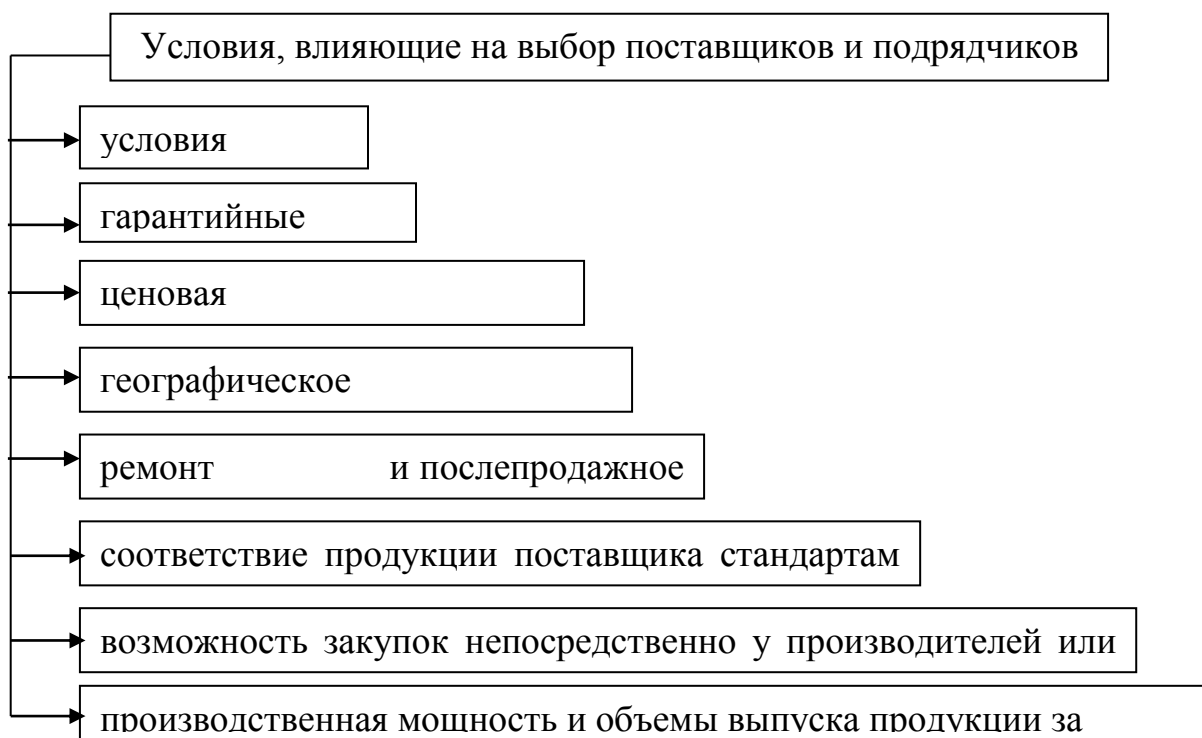 Условия, влияющие на выбор поставщиков и подрядчиков
условия
гарантийные
ценовая
географическое
ремонт и послепродажное
соответствие продукции поставщика стандартам
возможность закупок непосредственно у производителей или
производственная мощность и объемы выпуска продукции за